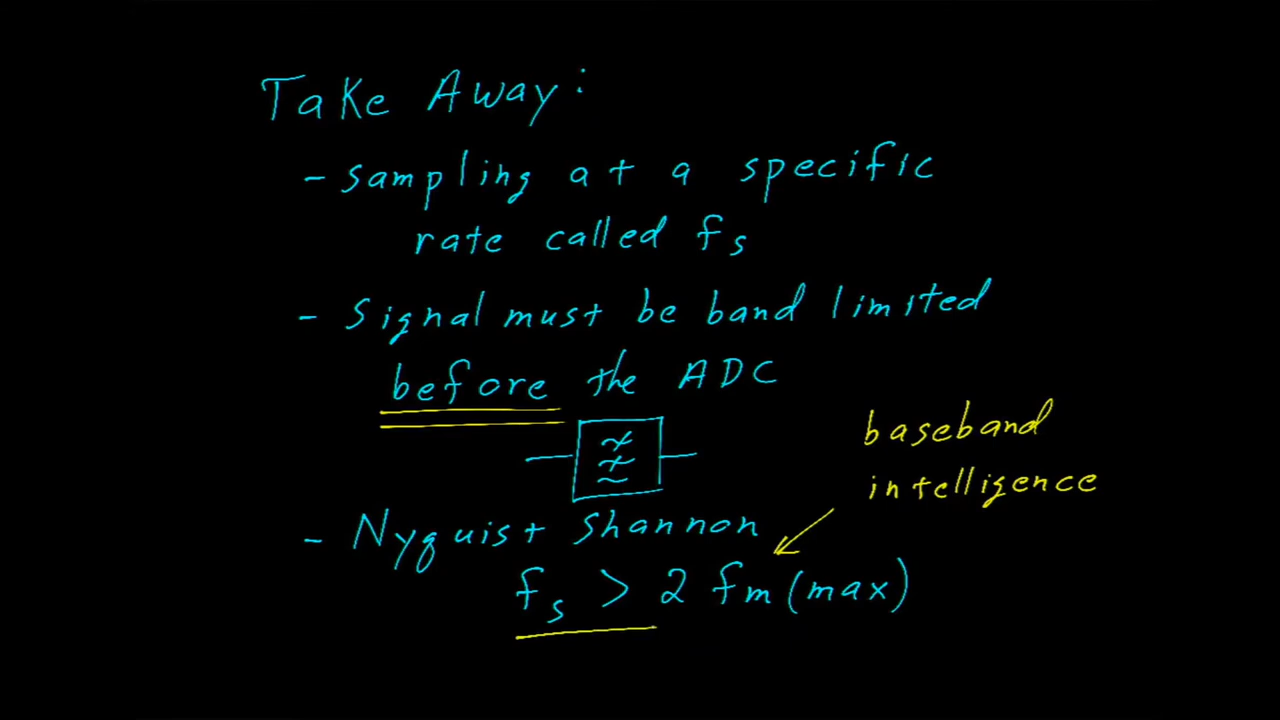 Take Away:
- sampling at a specific
rate called fs
- Signal must be band limited
before the ADC
baseband
intelligence
- Nyquist Shannon
fs > 2 fm (max)